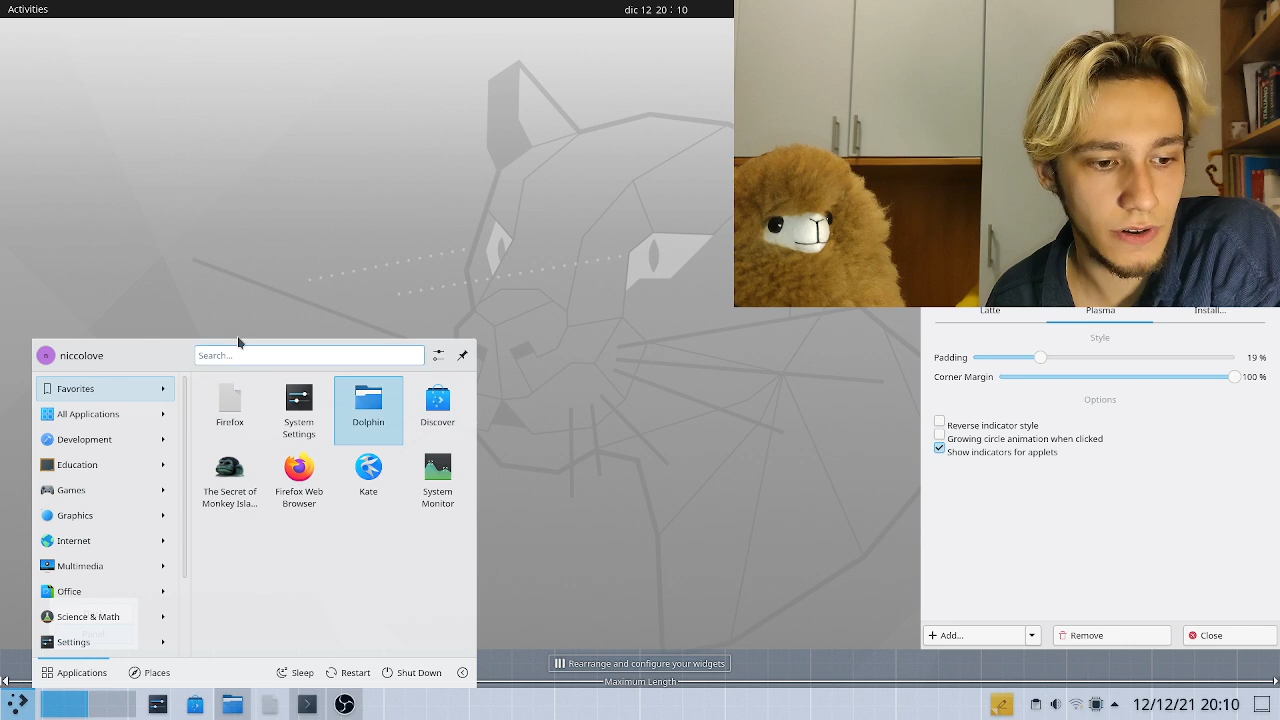 Activities
dic 12 20:10
niccolove
Search...
Favorites
All Applications
Development
Education
Games
Graphics
Internet
Multimedia
Office
Science & Math
Settings
Firefox
System
Settings
Dolphin
Discover
The Secret of
Monkey Isla...
Firefox Web
Browser
Kate
System
Monitor
Applications
Places
Sleep
Restart
Shut Down
Latte
Plasma
Install...
Style
Padding
19 %
Corner Margin
100 %
Options
Reverse indicator style
Growing circle animation when clicked
Show indicators for applets
Add...
Remove
Close
Rearrange and configure your widgets
Maximum Length
12/12/21 20:10